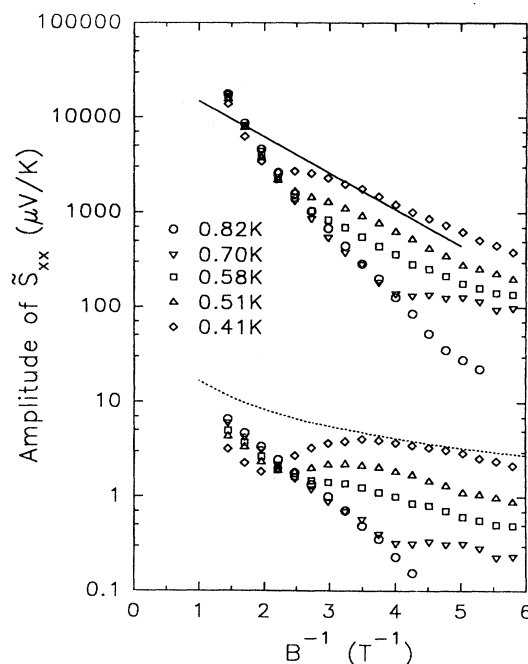 100000
10000
1000
100
10
1
0.1
Amplitude of S̃xx (μV/K)
0.82K
0.70K
0.58K
0.51K
0.41K
0 1 2 3 4 5 6
B⁻¹ (T⁻¹)